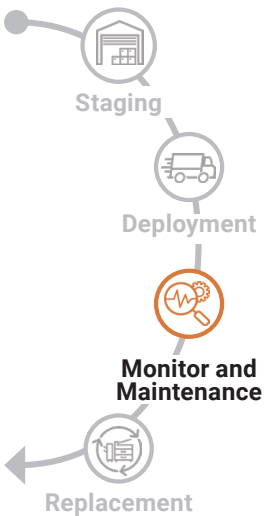 Staging
Deployment
Monitor and
Maintenance
Replacement